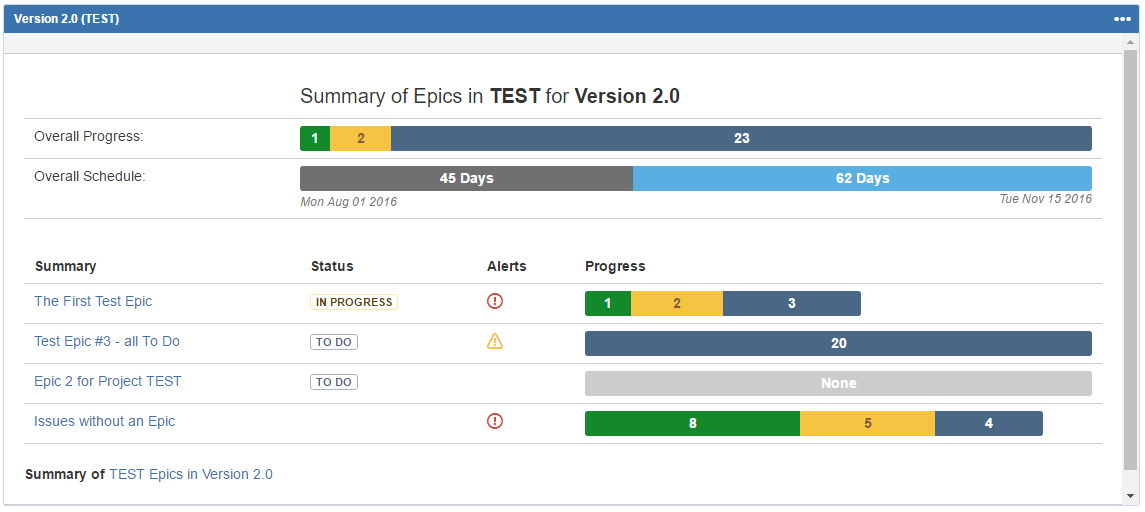 Version 2.0 (TEST)
Summary of Epics in TEST for Version 2.0
Overall Progress: 1 2 23
Overall Schedule: 45 Days 62 Days
Mon Aug 01 2016 Tue Nov 15 2016
Summary Status Alerts Progress
The First Test Epic IN PROGRESS 1 2 3
Test Epic #3 - all To Do TO DO 20
Epic 2 for Project TEST TO DO None
Issues without an Epic 8 5 4
Summary of TEST Epics in Version 2.0